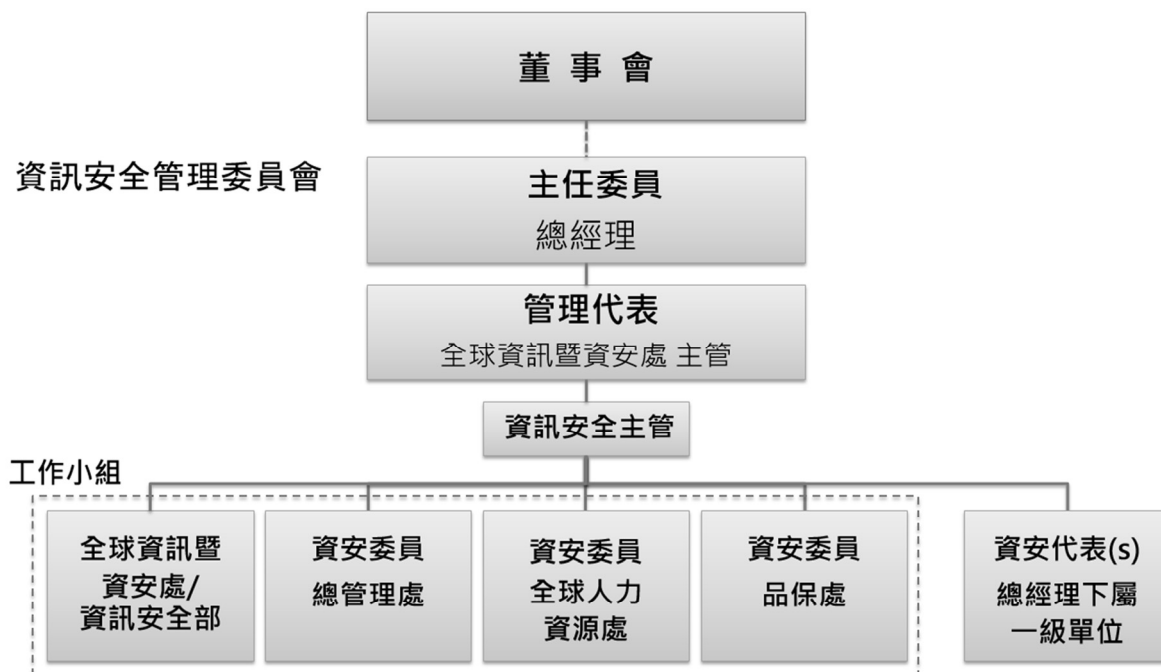 董 事 會
資訊安全管理委員會
主任委員
總經理
管理代表
全球資訊暨資安處 主管
資訊安全主管
工作小組
全球資訊暨
資安處/
資訊安全部
資安委員
總管理處
資安委員
全球人力
資源處
資安委員
品保處
資安代表(s)
總經理下屬
一級單位